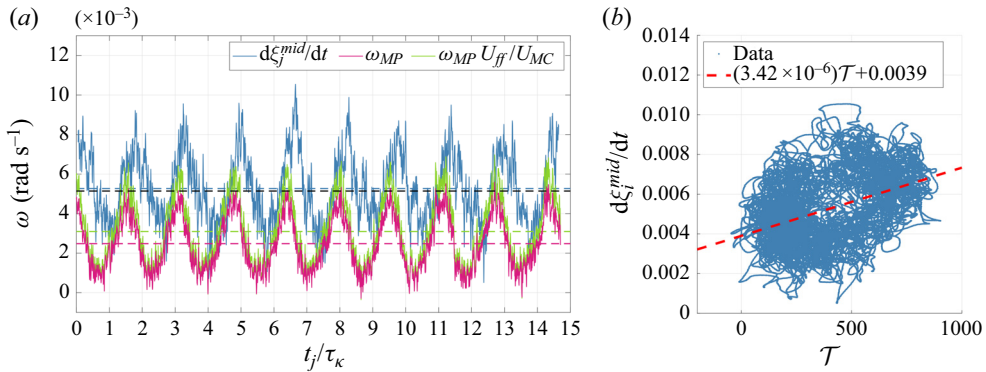 (a)
(×10⁻³)
12
10
8
6
4
2
0
ω (rad s⁻¹)
dξⱼᵐⁱᵈ/dt
ω_MP
ω_MP U_ff/U_MC
0 1 2 3 4 5 6 7 8 9 10 11 12 13 14 15
tⱼ/τ_κ
(b)
0.014
0.012
0.010
0.008
0.006
0.004
0.002
0
dξᵢᵐⁱᵈ/dt
Data
(3.42 ×10⁻⁶)𝒯+0.0039
0 500 1000
𝒯